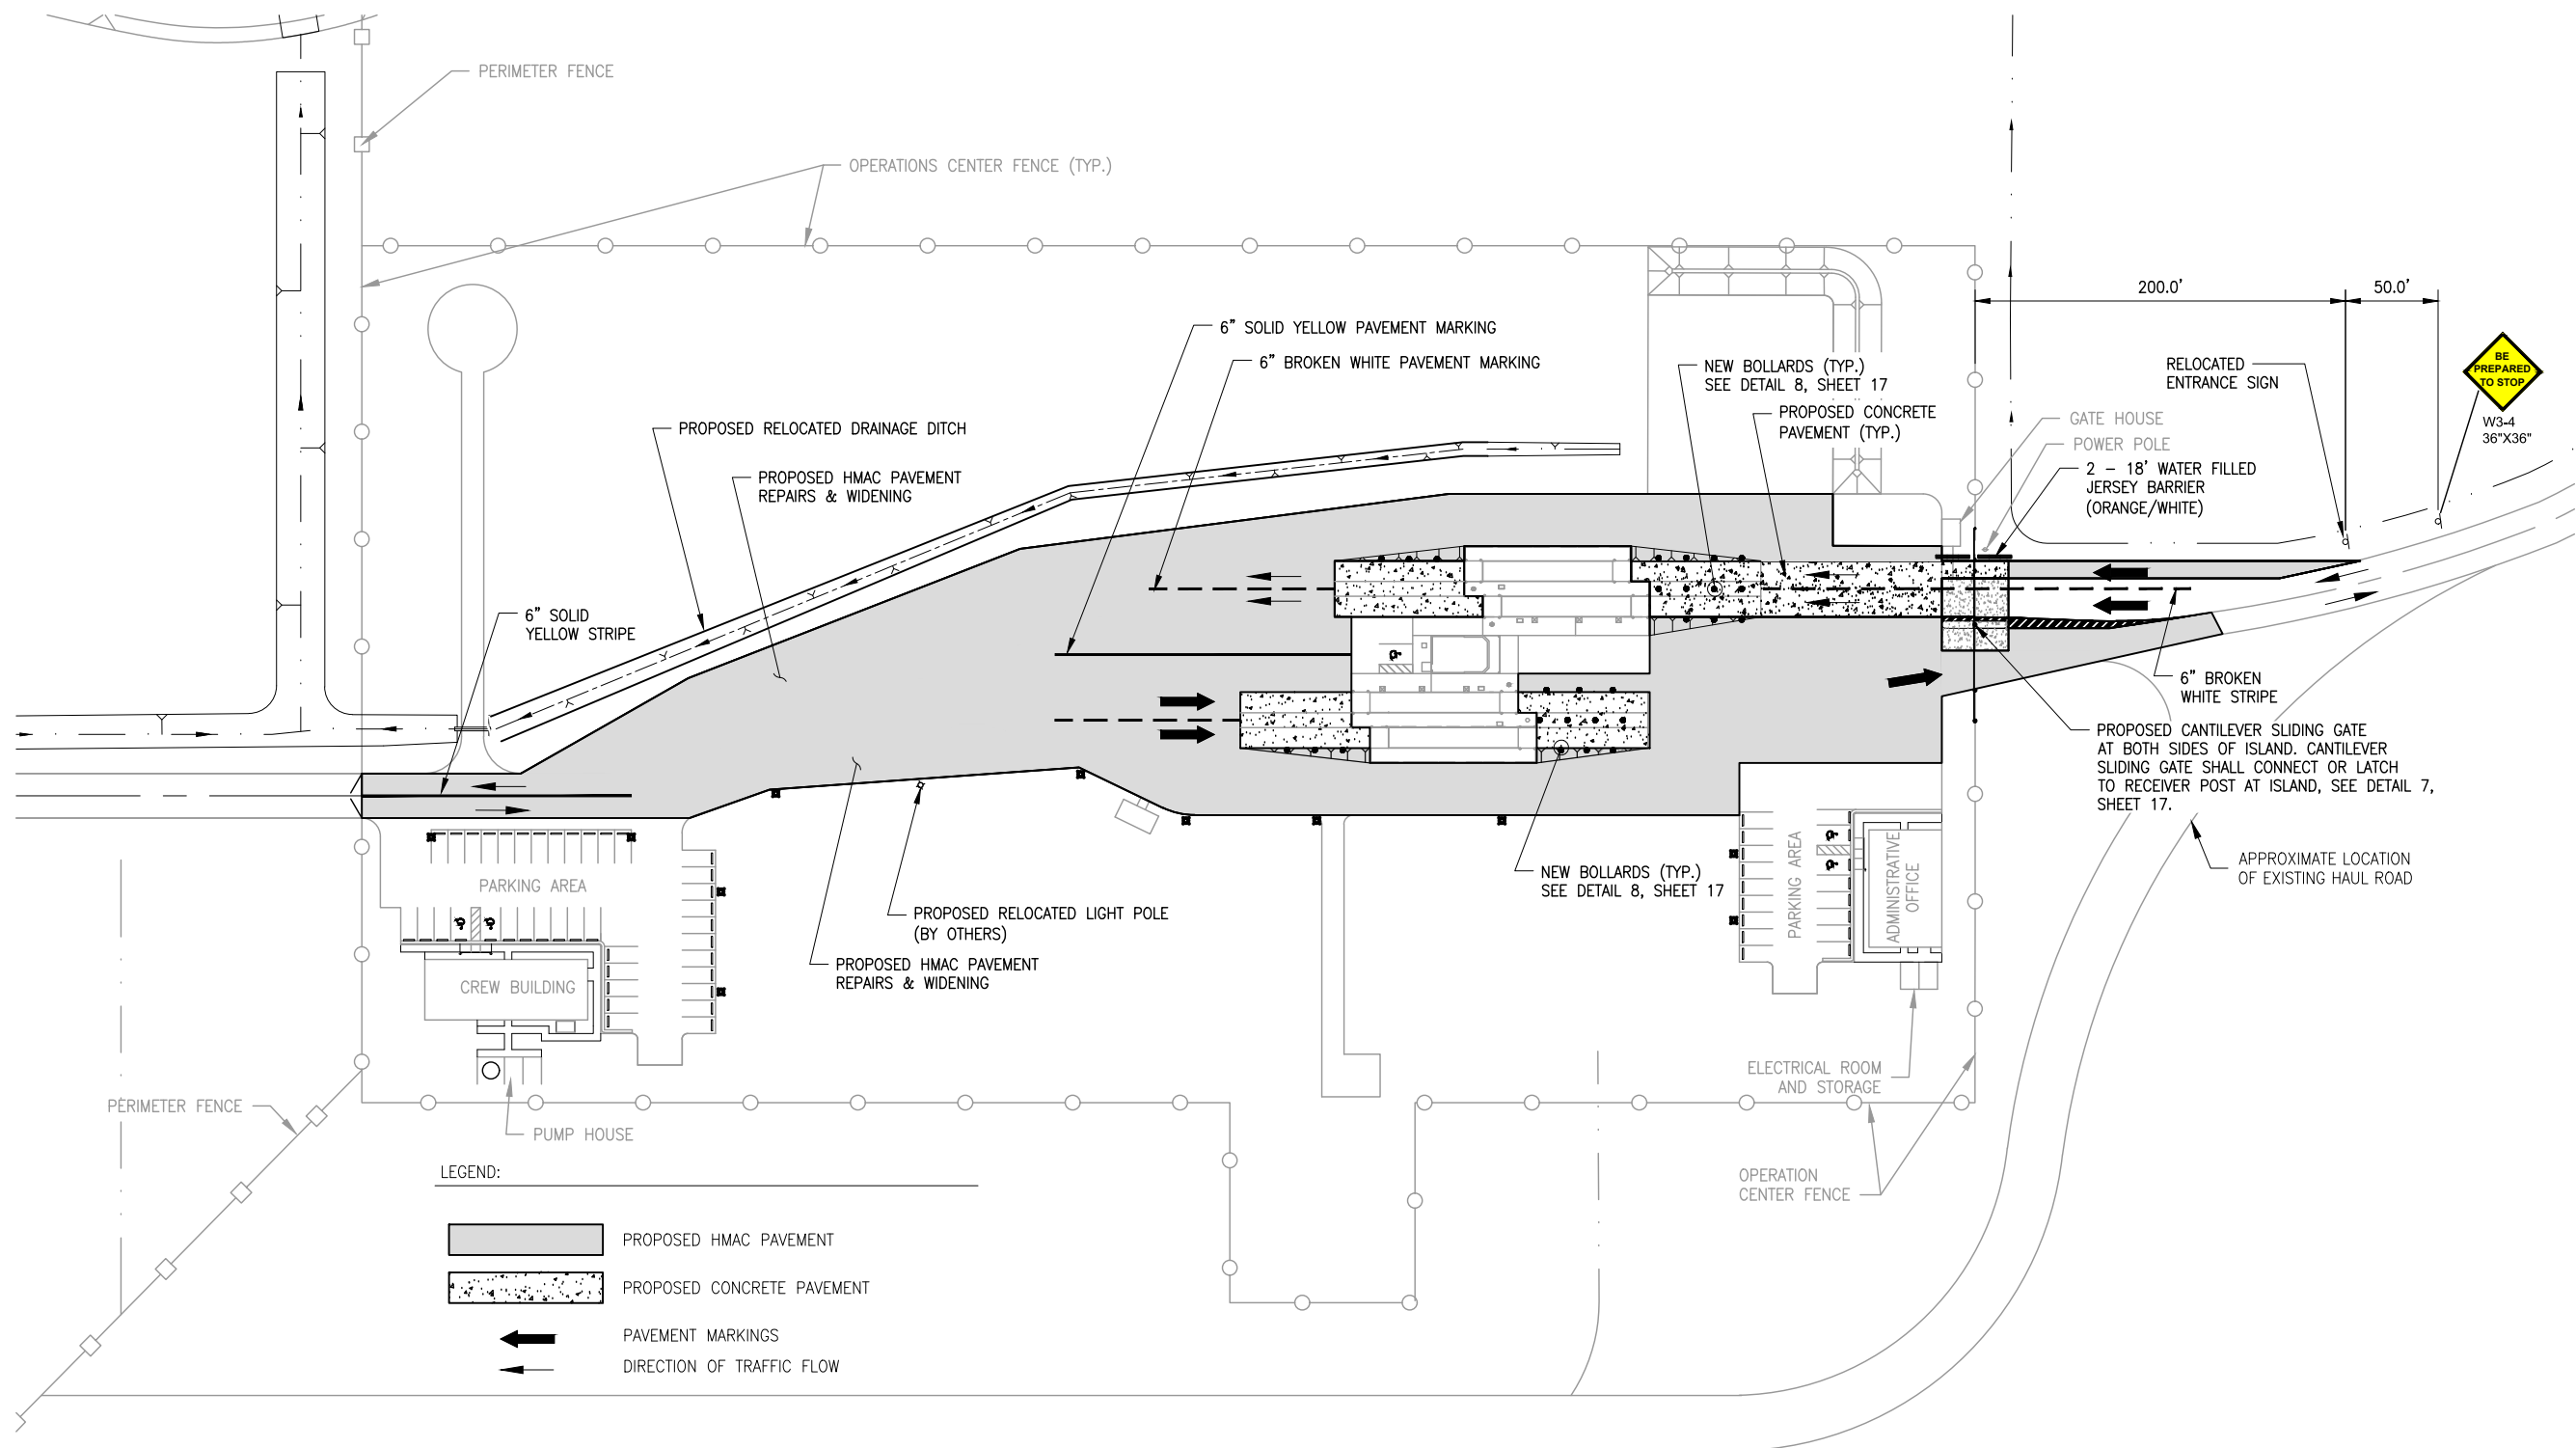 PERIMETER FENCE
OPERATIONS CENTER FENCE (TYP.)
200.0'
50.0'
6" SOLID YELLOW PAVEMENT MARKING
6" BROKEN WHITE PAVEMENT MARKING
NEW BOLLARDS (TYP.)
SEE DETAIL 8, SHEET 17
PROPOSED CONCRETE
PAVEMENT (TYP.)
RELOCATED
ENTRANCE SIGN
BE
PREPARED
TO STOP
W3-4
36"X36"
GATE HOUSE
POWER POLE
2 - 18' WATER FILLED
JERSEY BARRIER
(ORANGE/WHITE)
PROPOSED RELOCATED DRAINAGE DITCH
PROPOSED HMAC PAVEMENT
REPAIRS & WIDENING
6" SOLID
YELLOW STRIPE
6" BROKEN
WHITE STRIPE
PROPOSED CANTILEVER SLIDING GATE
AT BOTH SIDES OF ISLAND. CANTILEVER
SLIDING GATE SHALL CONNECT OR LATCH
TO RECEIVER POST AT ISLAND, SEE DETAIL 7,
SHEET 17.
APPROXIMATE LOCATION
OF EXISTING HAUL ROAD
NEW BOLLARDS (TYP.)
SEE DETAIL 8, SHEET 17
PARKING AREA
ADMINISTRATIVE
OFFICE
PARKING AREA
PROPOSED RELOCATED LIGHT POLE
(BY OTHERS)
PROPOSED HMAC PAVEMENT
REPAIRS & WIDENING
CREW BUILDING
ELECTRICAL ROOM
AND STORAGE
PERIMETER FENCE
PUMP HOUSE
OPERATION
CENTER FENCE
LEGEND:
PROPOSED HMAC PAVEMENT
PROPOSED CONCRETE PAVEMENT
PAVEMENT MARKINGS
DIRECTION OF TRAFFIC FLOW